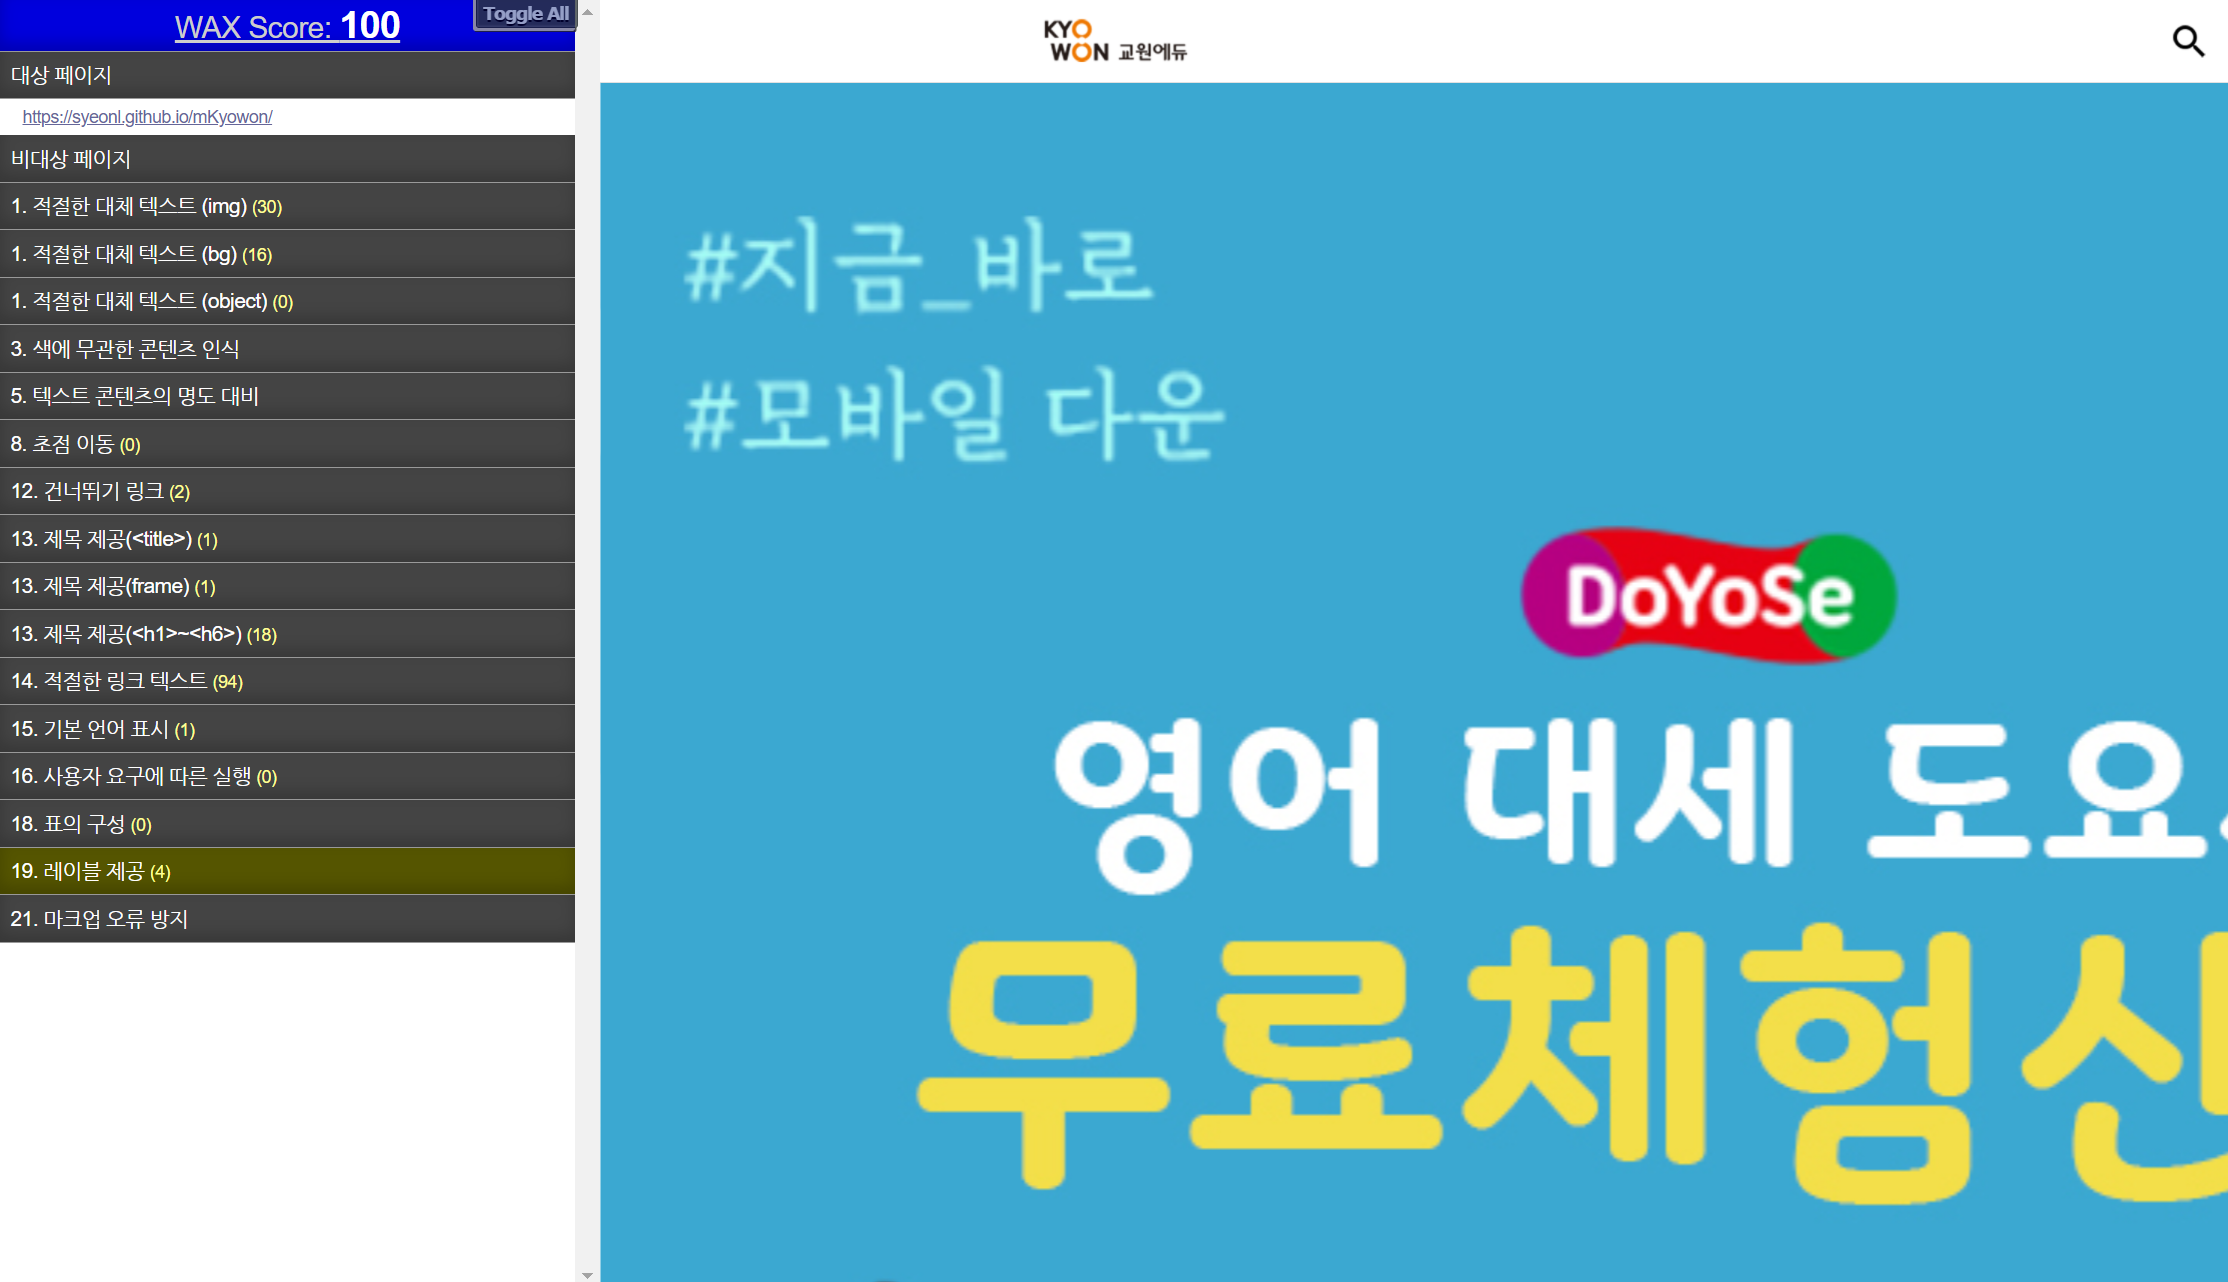 WAX Score: 100
Toggle All
대상 페이지
https://syeonl.github.io/mKyowon/
비대상 페이지
1. 적절한 대체 텍스트 (img) (30)
1. 적절한 대체 텍스트 (bg) (16)
1. 적절한 대체 텍스트 (object) (0)
3. 색에 무관한 콘텐츠 인식
5. 텍스트 콘텐츠의 명도 대비
8. 초점 이동 (0)
12. 건너뛰기 링크 (2)
13. 제목 제공(<title>) (1)
13. 제목 제공(frame) (1)
13. 제목 제공(<h1>~<h6>) (18)
14. 적절한 링크 텍스트 (94)
15. 기본 언어 표시 (1)
16. 사용자 요구에 따른 실행 (0)
18. 표의 구성 (0)
19. 레이블 제공 (4)
21. 마크업 오류 방지
KYO
WON 교원에듀
#지금_바로
#모바일 다운
DoYoSe
영어 대세 도요
무료체험